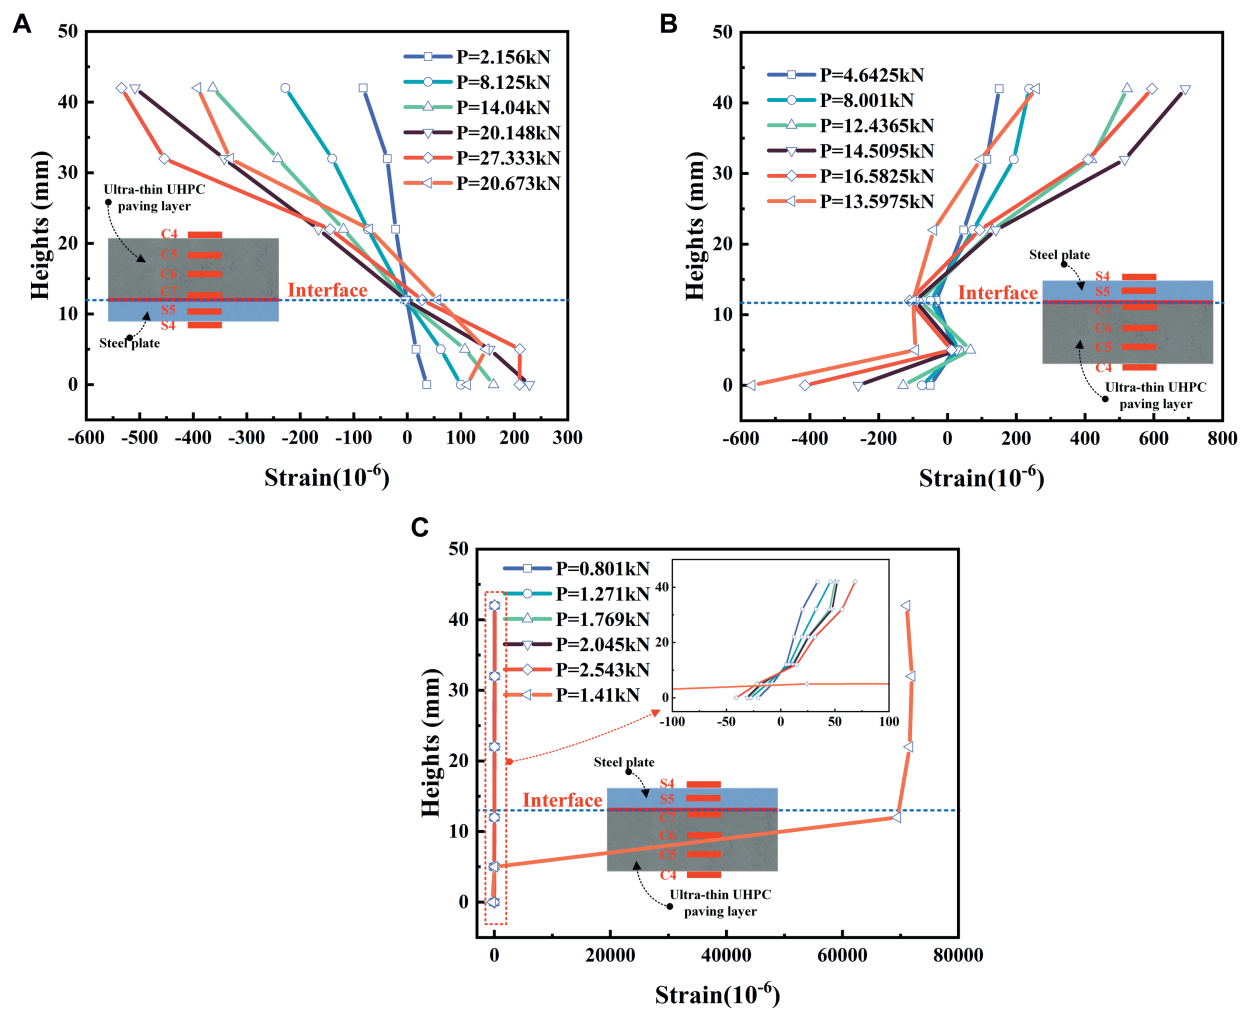 A
50
40
30
20
10
0
Heights (mm)
-600
-500
-400
-300
-200
-100
0
100
200
300
Strain(10-6)
P=2.156kN
P=8.125kN
P=14.04kN
P=20.148kN
P=27.333kN
P=20.673kN
Ultra-thin UHPC
paving layer
C4
C5
C6
C7
S5
S4
Interface
Steel plate
B
50
40
30
20
10
0
Heights (mm)
-600
-400
-200
0
200
400
600
800
Strain(10-6)
P=4.6425kN
P=8.001kN
P=12.4365kN
P=14.5095kN
P=16.5825kN
P=13.5975kN
Steel plate
Interface
S4
S5
C7
C6
C5
C4
Ultra-thin UHPC
paving layer
C
50
40
30
20
10
0
Heights (mm)
0
20000
40000
60000
80000
Strain(10-6)
P=0.801kN
P=1.271kN
P=1.769kN
P=2.045kN
P=2.543kN
P=1.41kN
40
20
0
-100
-50
0
50
100
Steel plate
Interface
S4
S5
C6
C5
C4
Ultra-thin UHPC
paving layer